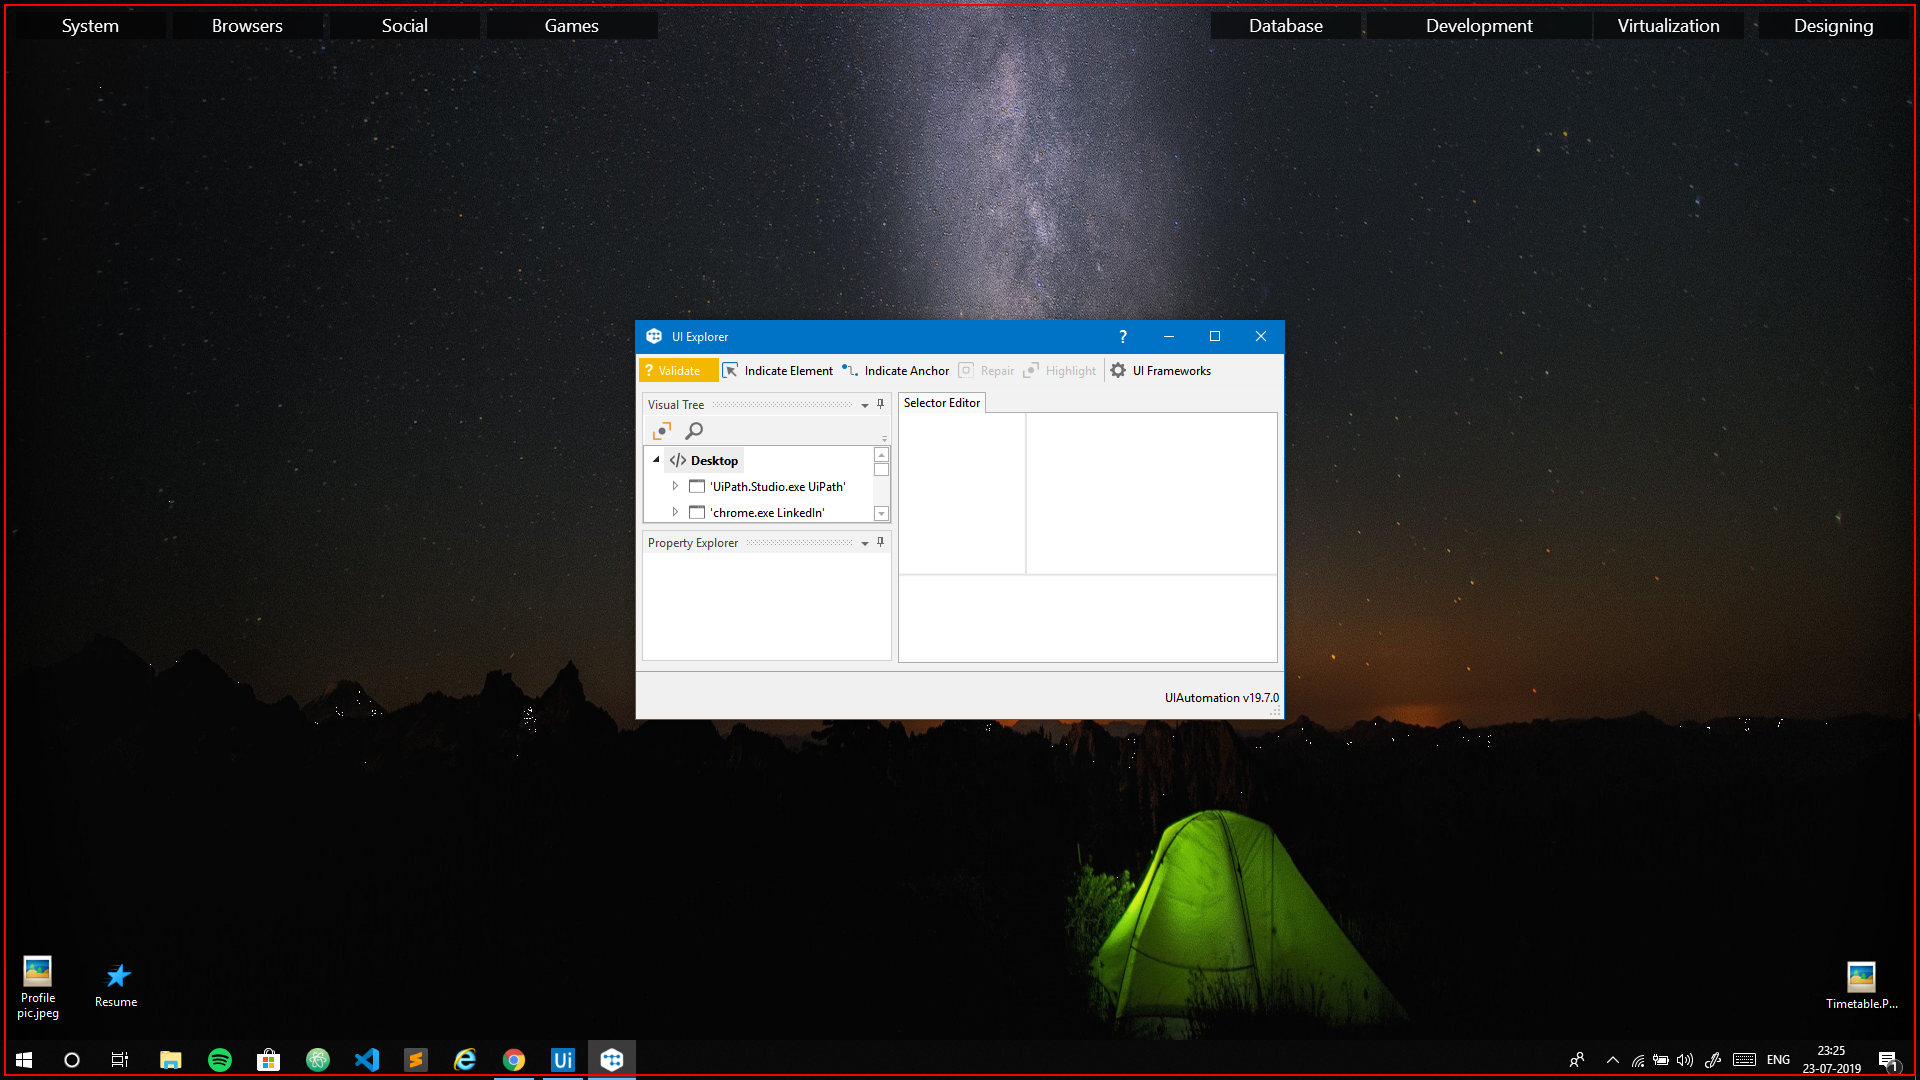 System
Browsers
Social
Games
Database
Development
Virtualization
Designing
UI Explorer
?
? Validate
Indicate Element
Indicate Anchor
Repair
Highlight
UI Frameworks
Visual Tree
Selector Editor
</> Desktop
'UiPath.Studio.exe UiPath'
'chrome.exe LinkedIn'
Property Explorer
UIAutomation v19.7.0
Profile
pic.jpeg
Resume
Timetable.P...
Ui
ENG
23:25
23-07-2019
1